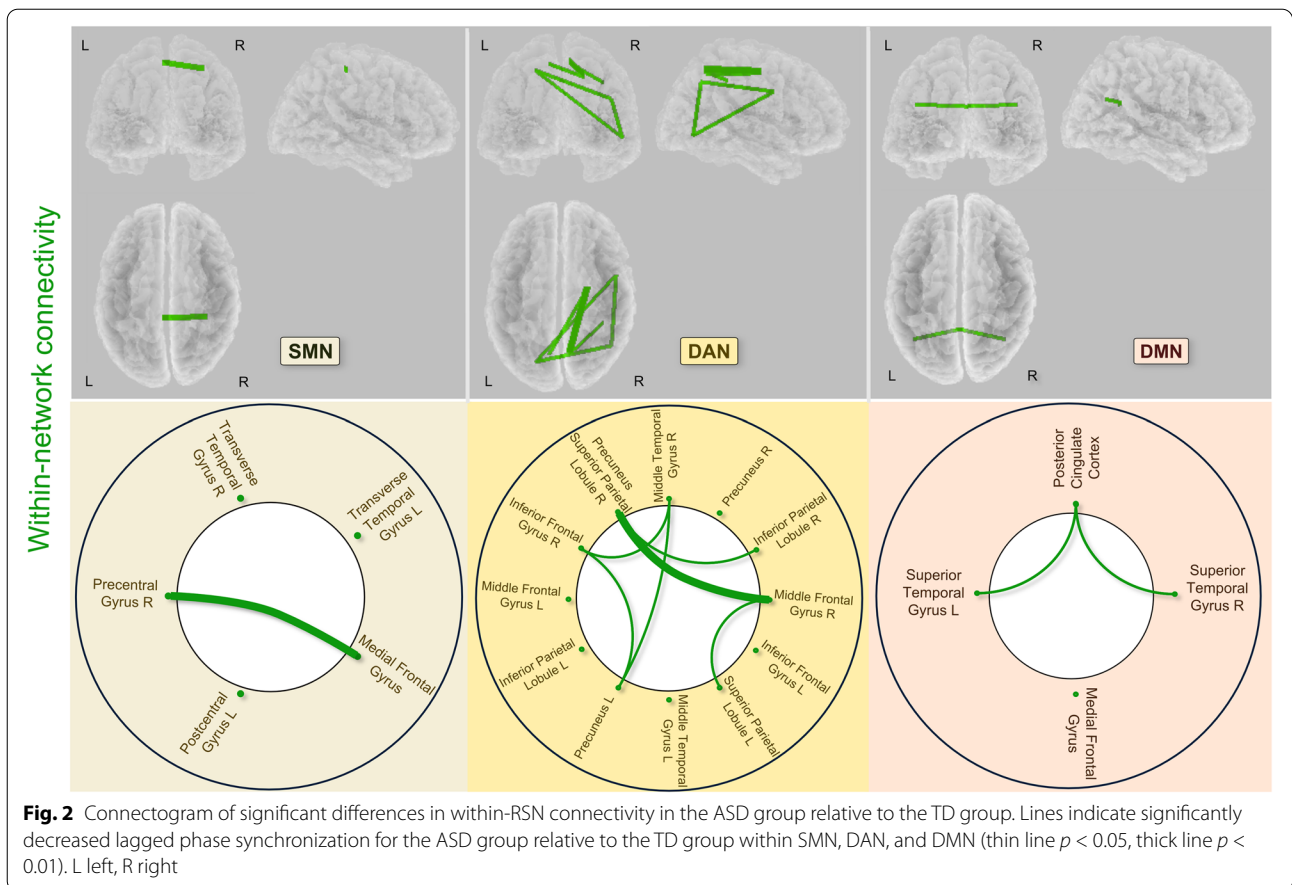 Within-network connectivity
L
R
L
R
SMN
L
R
L
R
DAN
L
R
L
R
DMN
Transverse
Temporal
Gyrus R
Transverse
Temporal
Gyrus L
Precentral
Gyrus R
Medial Frontal
Gyrus
Postcentral
Gyrus L
Precuneus
Superior Parietal
Lobule R
Middle Temporal
Gyrus R
Precuneus R
Inferior Frontal
Gyrus R
Inferior Parietal
Lobule R
Middle Frontal
Gyrus L
Middle Frontal
Gyrus R
Inferior Parietal
Lobule L
Inferior Frontal
Gyrus L
Precuneus L
Middle Temporal
Gyrus L
Superior Parietal
Lobule L
Posterior
Cingulate
Cortex
Superior
Temporal
Gyrus L
Superior
Temporal
Gyrus R
Medial Frontal
Gyrus
Fig. 2 Connectogram of significant differences in within-RSN connectivity in the ASD group relative to the TD group. Lines indicate significantly
decreased lagged phase synchronization for the ASD group relative to the TD group within SMN, DAN, and DMN (thin line p < 0.05, thick line p <
0.01). L left, R right